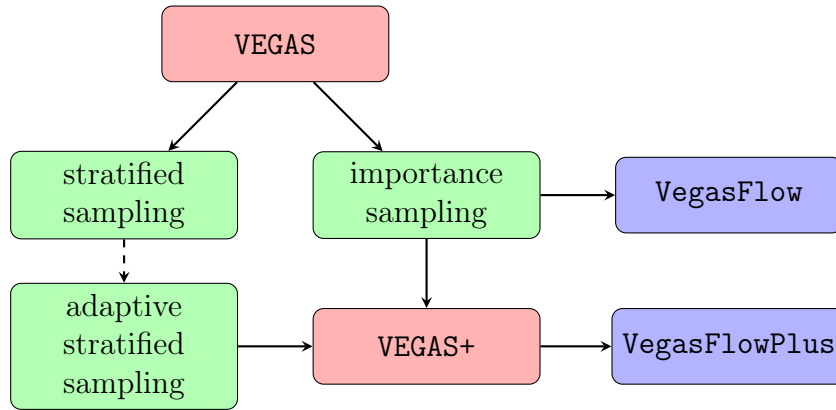 VEGAS
stratified
sampling
importance
sampling
VegasFlow
adaptive
stratified
sampling
VEGAS+
VegasFlowPlus